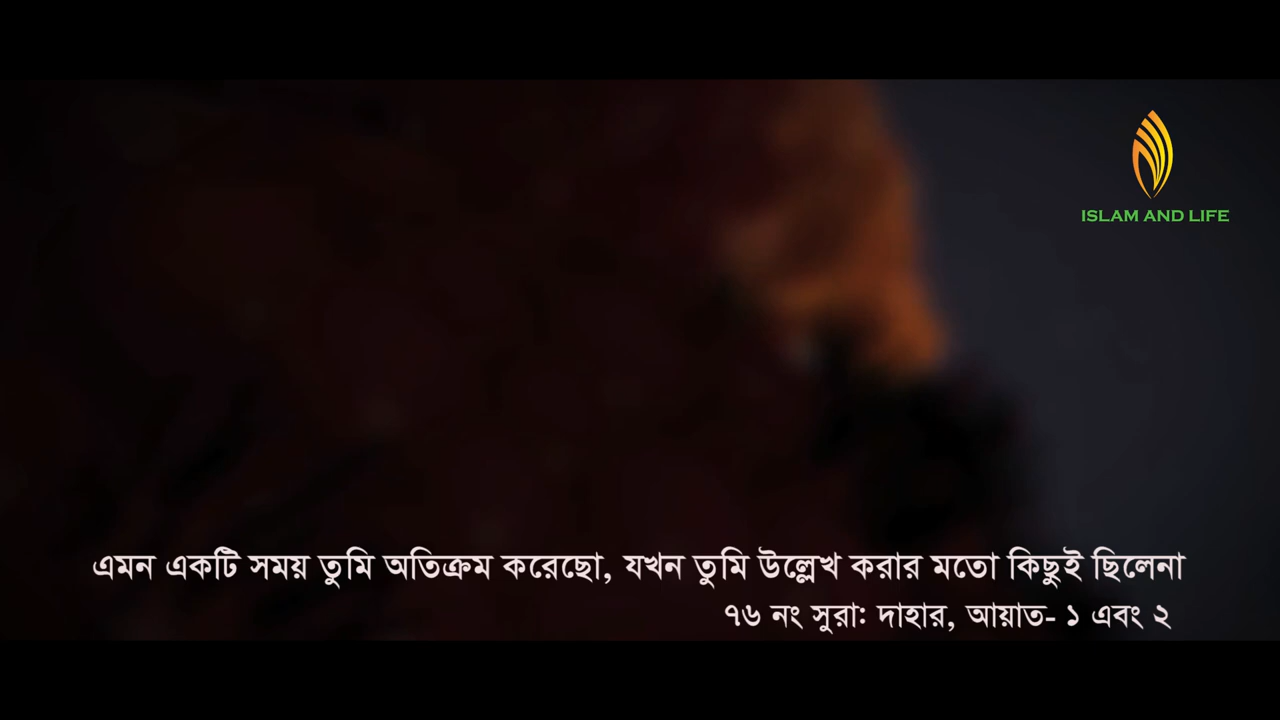 ISLAM AND LIFE
এমন একটি সময় তুমি অতিক্রম করেছো, যখন তুমি উল্লেখ করার মতো কিছুই ছিলেনা
৭৬ নং সুরা: দাহার, আয়াত- ১ এবং ২